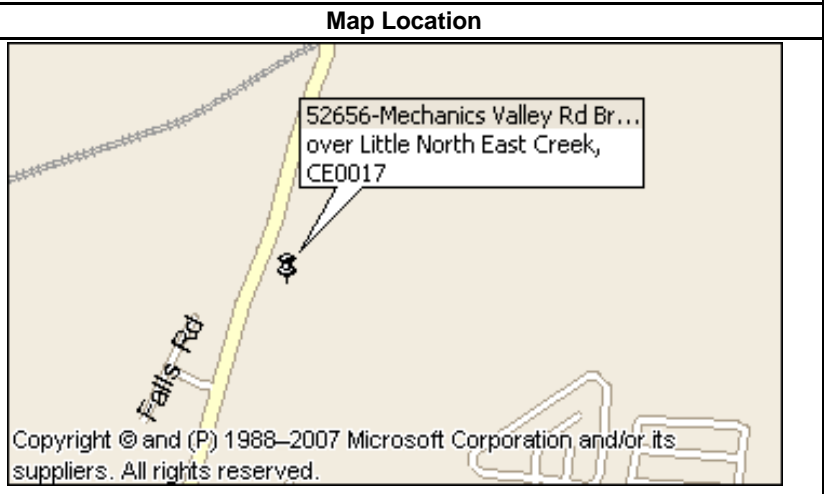 Map Location
52656-Mechanics Valley Rd Br...
over Little North East Creek,
CE0017
Falls Rd
Copyright © and (P) 1988–2007 Microsoft Corporation and/or its
suppliers. All rights reserved.